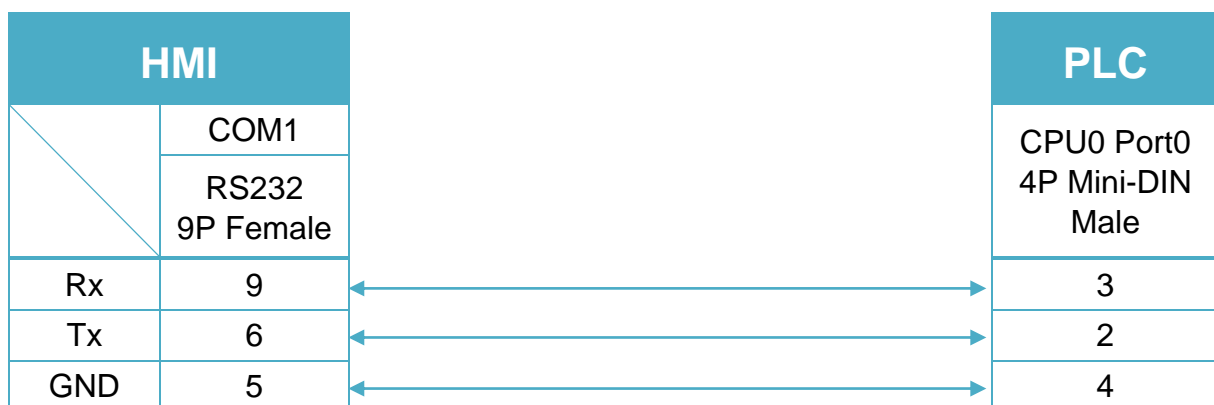 HMI
PLC
COM1
RS232
9P Female
CPU0 Port0
4P Mini-DIN
Male
Rx 9 3
Tx 6 2
GND 5 4